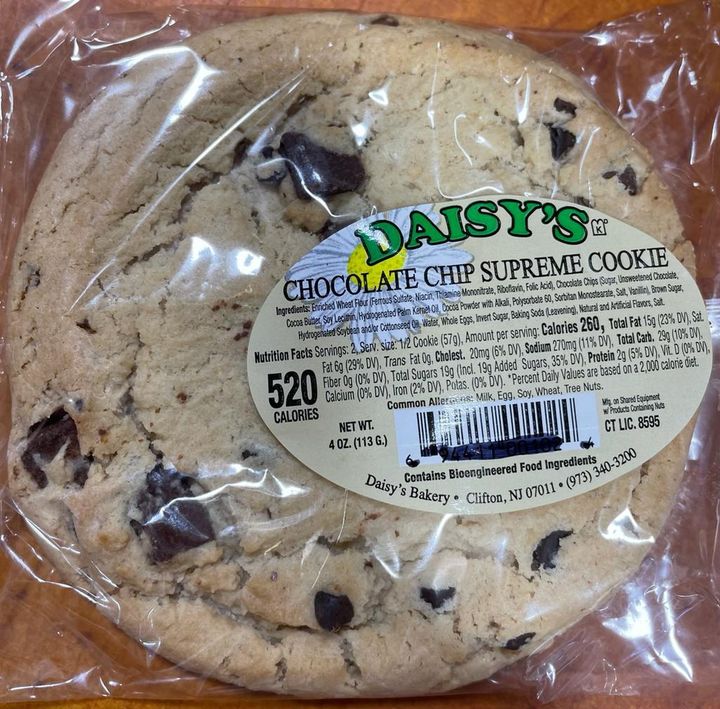 DAISY'S K
CHOCOLATE CHIP SUPREME COOKIE
Ingredients: Enriched Wheat Flour (Ferrous Sulfate, Niacin, Thiamine Mononitrate, Riboflavin, Folic Acid), Chocolate Chips (Sugar, Unsweetened Chocolate,
Cocoa Butter, Soy Lecithin, Hydrogenated Palm Kernel Oil, Cocoa Powder with Alkali, Polysorbate 60, Sorbitan Monostearate, Salt, Vanillin), Brown Sugar,
Hydrogenated Soybean and/or Cottonseed Oil, Water, Whole Eggs, Invert Sugar, Baking Soda (Leavening), Natural and Artificial Flavors, Salt.
Nutrition Facts Servings: 2, Serv. size: 1/2 Cookie (57g), Amount per serving: Calories 260, Total Fat 15g (23% DV), Sat.
Fat 6g (29% DV), Trans Fat 0g, Cholest. 20mg (6% DV), Sodium 270mg (11% DV), Total Carb. 29g (10% DV),
Fiber 0g (0% DV), Total Sugars 19g (Incl. 19g Added Sugars, 35% DV), Protein 2g (5% DV), Vit. D (0% DV),
Calcium (0% DV), Iron (2% DV), Potas. (0% DV). *Percent Daily Values are based on a 2,000 calorie diet.
520
CALORIES
Common Allergens: Milk, Egg, Soy, Wheat, Tree Nuts.
NET WT.
4 OZ. (113 G.)
Mfg. on Shared Equipment
w/ Products Containing Nuts
CT LIC. 8595
6 4
Contains Bioengineered Food Ingredients
Daisy's Bakery • Clifton, NJ 07011 • (973) 340-3200